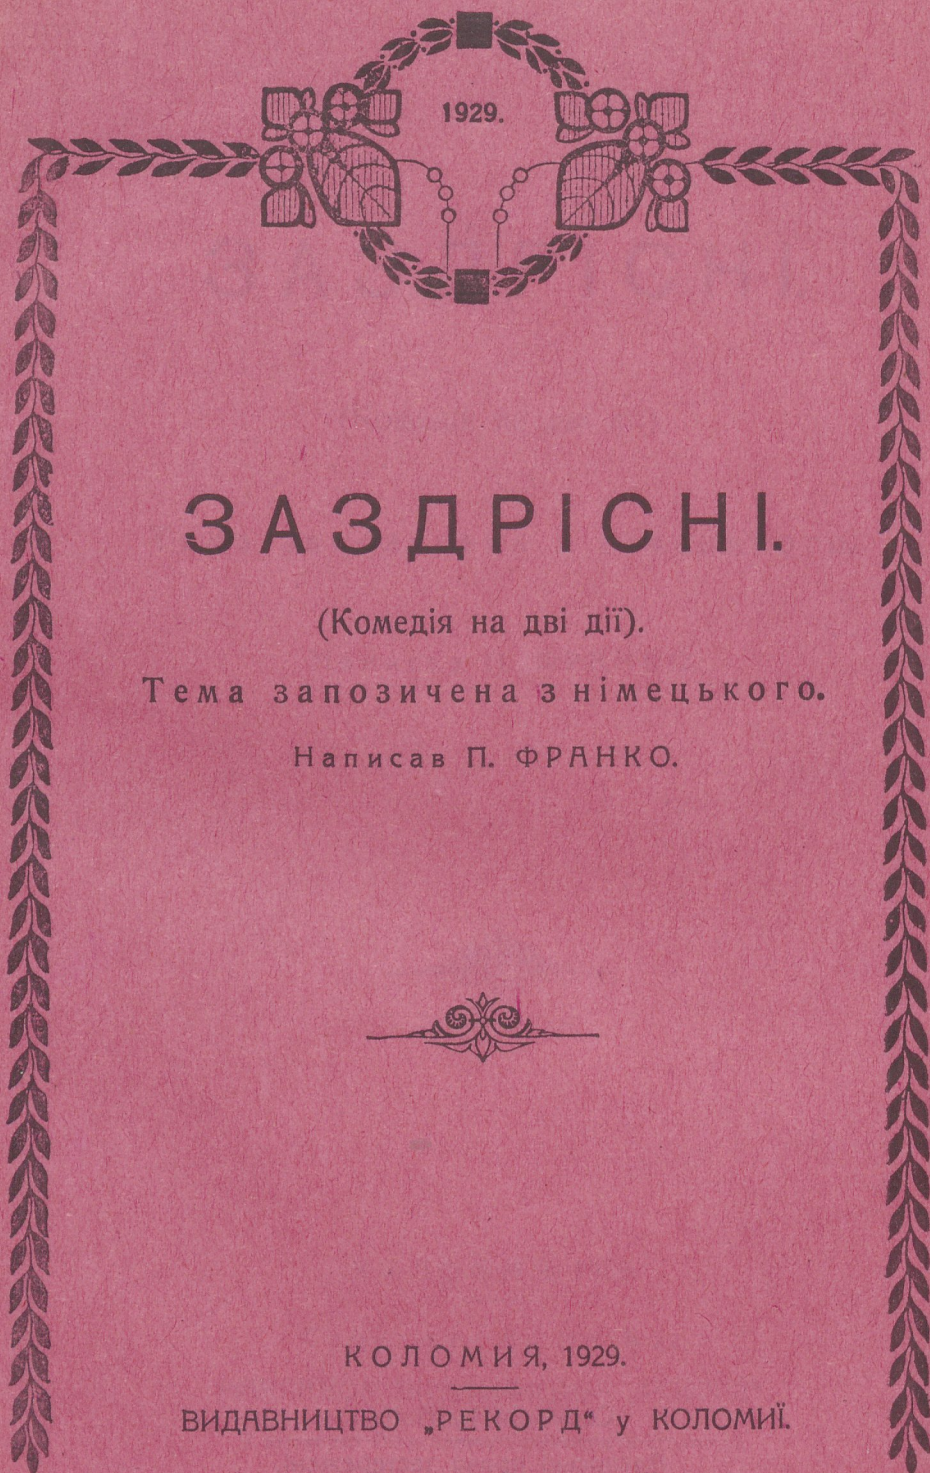 1929.
ЗАЗДРІСНІ.
(Комедія на дві дії).
Тема запозичена з німецького.
Написав П. ФРАНКО.
КОЛОМИЯ, 1929.
ВИДАВНИЦТВО „РЕКОРД“ у КОЛОМИЇ.